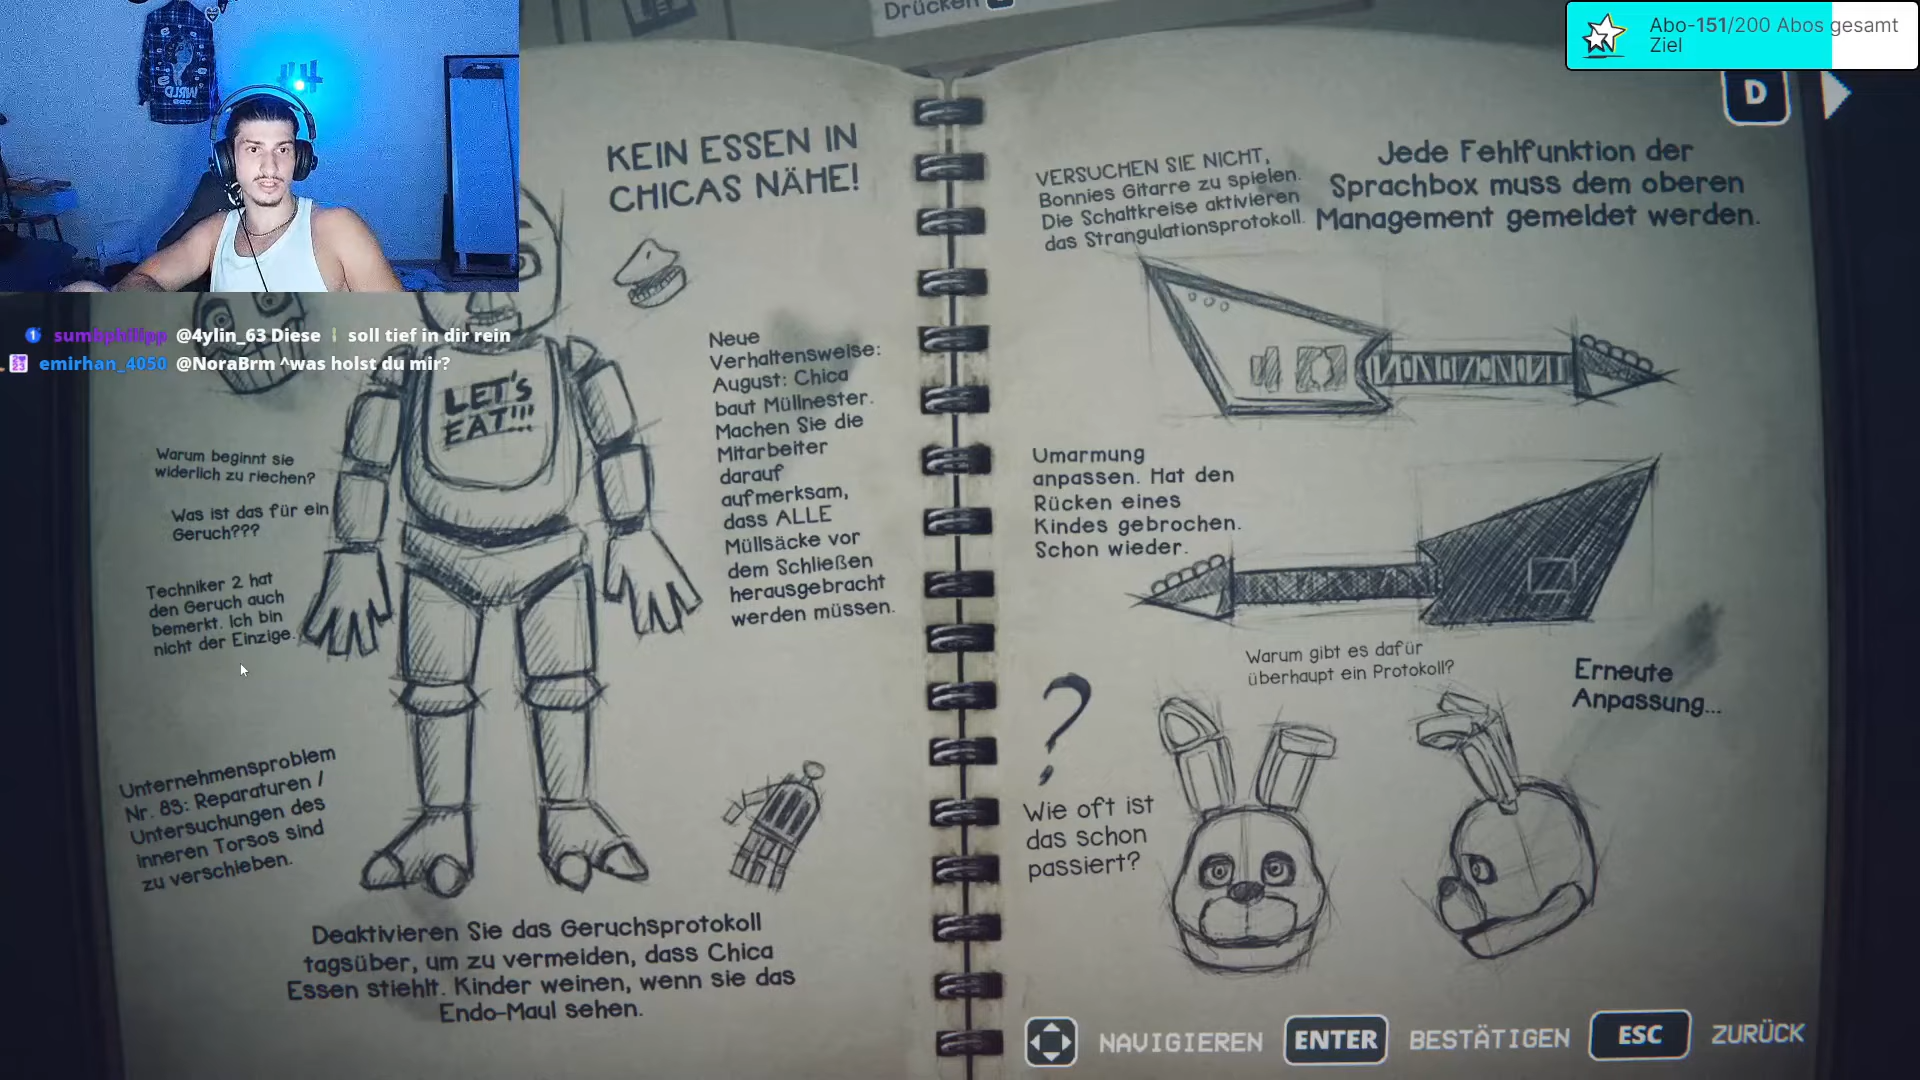 Drücken
Abo-151/200 Abos gesamt
Ziel
D
KEIN ESSEN IN
CHICAS NÄHE!
sumbphilipp @4ylin_63 Diese soll tief in dir rein
emirhan_4050 @NoraBrm ^was holst du mir?
LET'S
EAT!!!
Neue
Verhaltensweise:
August: Chica
baut Müllnester.
Machen Sie die
Mitarbeiter
darauf
aufmerksam,
dass ALLE
Müllsäcke vor
dem Schließen
herausgebracht
werden müssen.
Warum beginnt sie
widerlich zu riechen?
Was ist das für ein
Geruch???
Techniker 2 hat
den Geruch auch
bemerkt. Ich bin
nicht der Einzige.
Unternehmensproblem
Nr. 83: Reparaturen /
Untersuchungen des
inneren Torsos sind
zu verschieben.
Deaktivieren Sie das Geruchsprotokoll
tagsüber, um zu vermeiden, dass Chica
Essen stiehlt. Kinder weinen, wenn sie das
Endo-Maul sehen.
VERSUCHEN SIE NICHT,
Bonnies Gitarre zu spielen.
Die Schaltkreise aktivieren
das Strangulationsprotokoll.
Jede Fehlfunktion der
Sprachbox muss dem oberen
Management gemeldet werden.
Umarmung
anpassen. Hat den
Rücken eines
Kindes gebrochen.
Schon wieder.
Warum gibt es dafür
überhaupt ein Protokoll?
Erneute
Anpassung...
?
Wie oft ist
das schon
passiert?
NAVIGIEREN ENTER BESTÄTIGEN ESC ZURÜCK